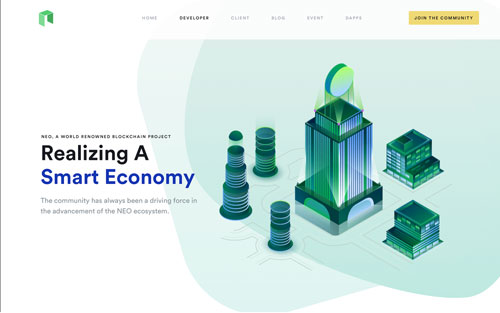 HOME DEVELOPER CLIENT BLOG EVENT DAPPS JOIN THE COMMUNITY
NEO, A WORLD RENOWNED BLOCKCHAIN PROJECT
Realizing A
Smart Economy
The community has always been a driving force in
the advancement of the NEO ecosystem.